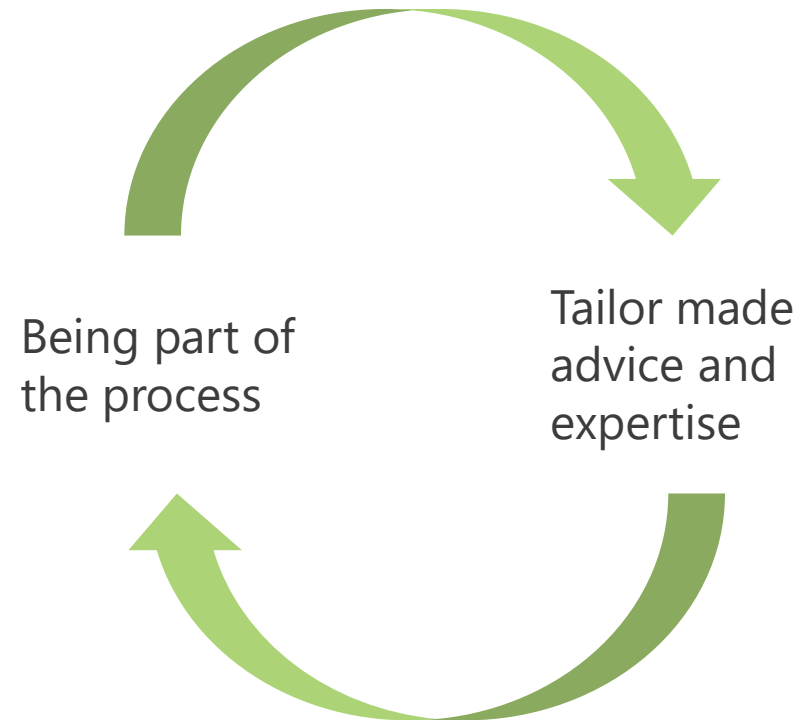 Being part of
the process
Tailor made
advice and
expertise